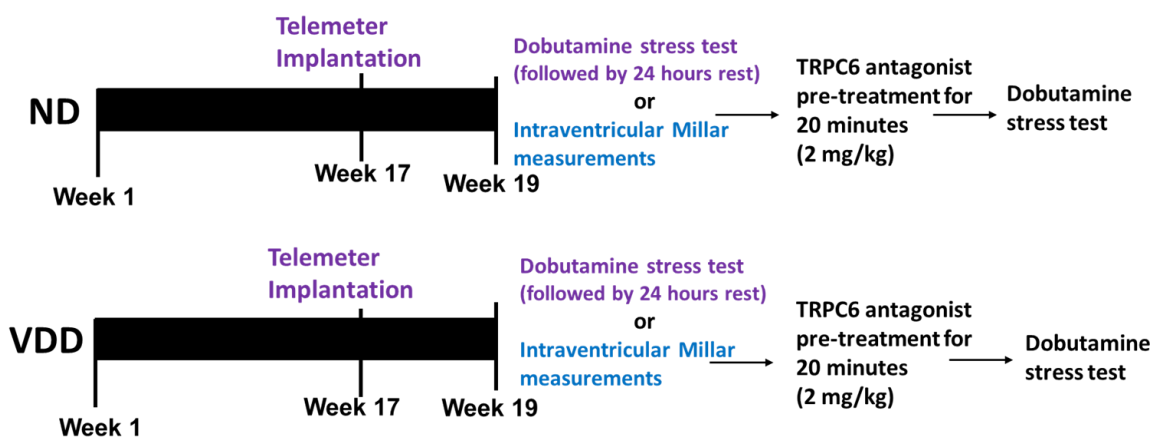 Telemeter
Implantation
ND
Week 1
Week 17
Week 19
Dobutamine stress test
(followed by 24 hours rest)
or
Intraventricular Millar
measurements
TRPC6 antagonist
pre-treatment for
20 minutes
(2 mg/kg)
Dobutamine
stress test
Telemeter
Implantation
VDD
Week 1
Week 17
Week 19
Dobutamine stress test
(followed by 24 hours rest)
or
Intraventricular Millar
measurements
TRPC6 antagonist
pre-treatment for
20 minutes
(2 mg/kg)
Dobutamine
stress test